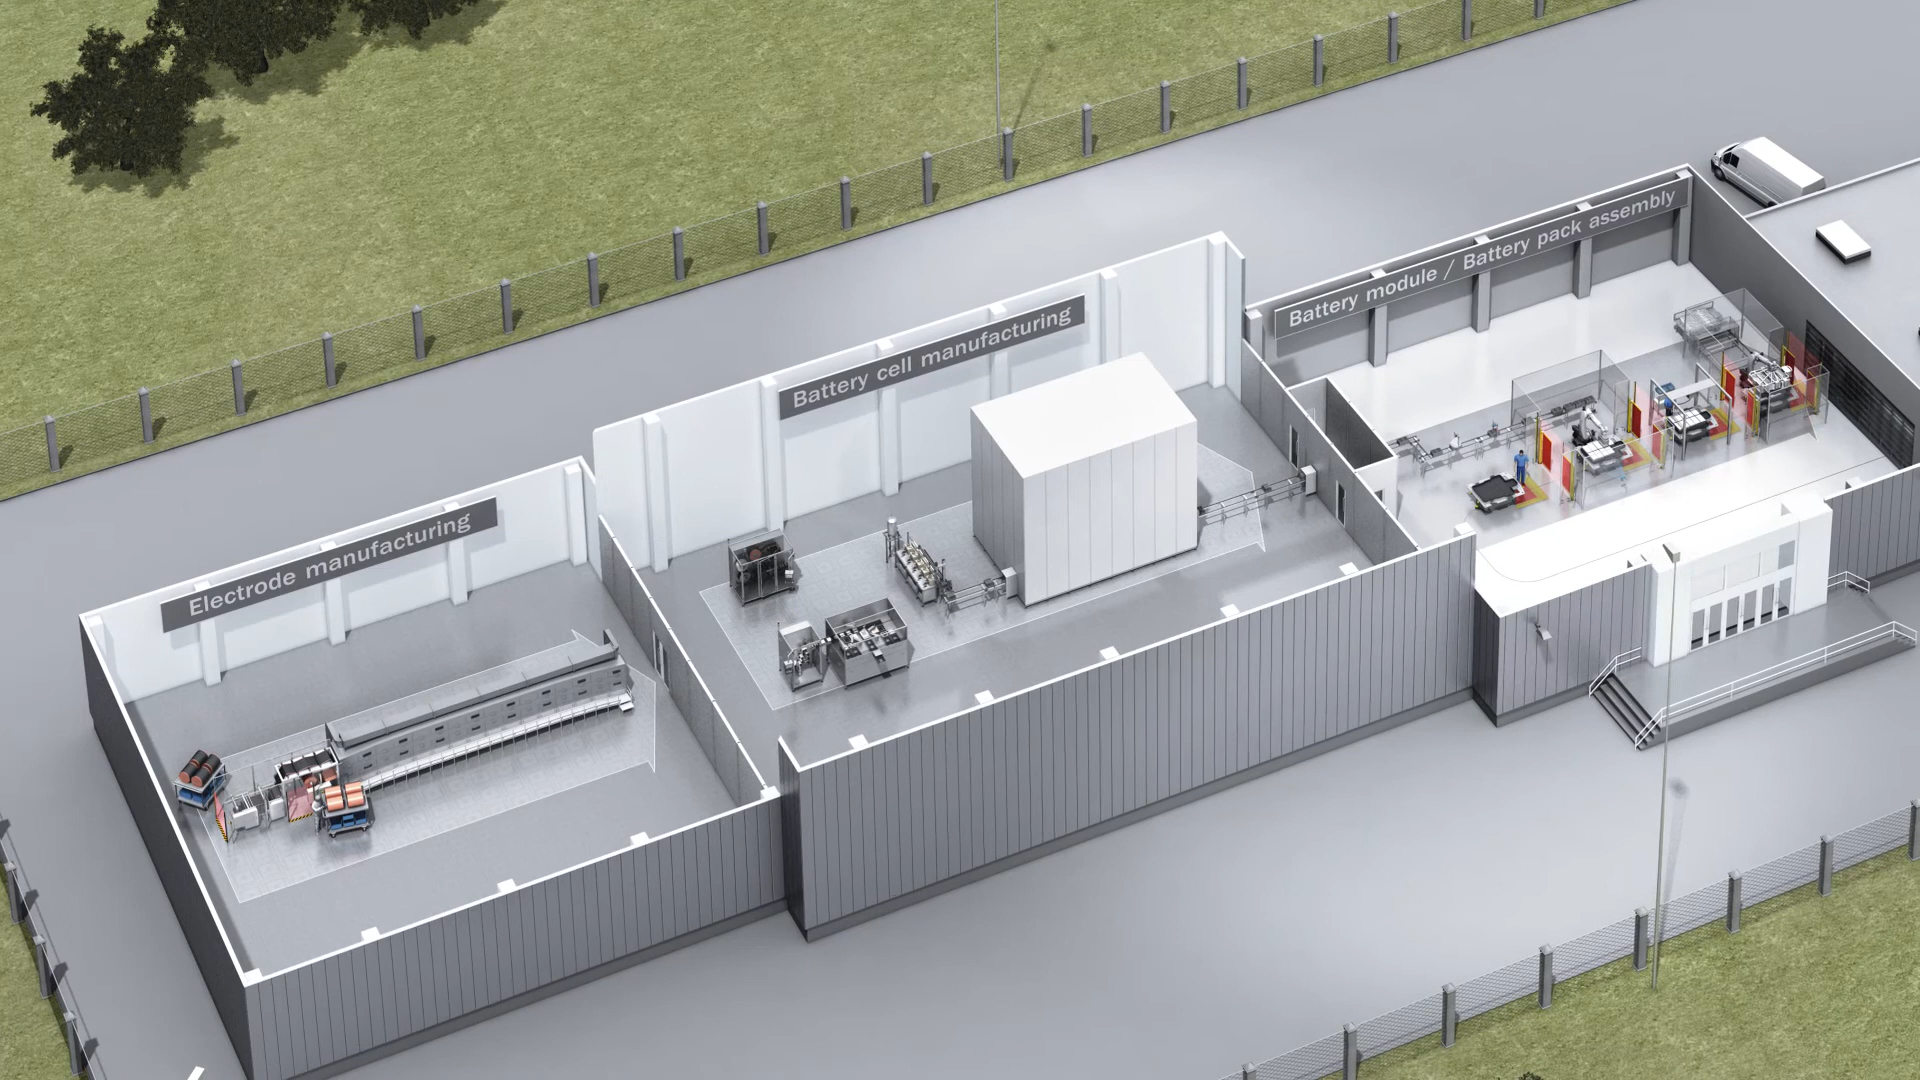 Electrode manufacturing
Battery cell manufacturing
Battery module / Battery pack assembly